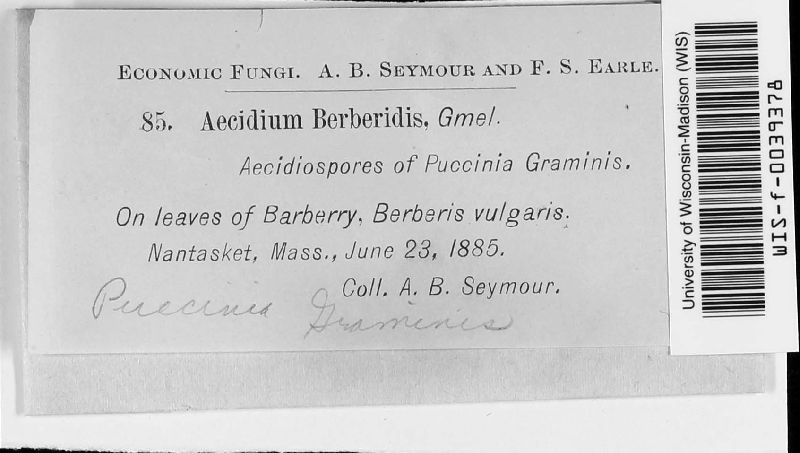 ECONOMIC FUNGI. A. B. SEYMOUR AND F. S. EARLE.
85. Aecidium Berberidis, Gmel.
Aecidiospores of Puccinia Graminis.
On leaves of Barberry, Berberis vulgaris.
Nantasket, Mass., June 23, 1885.
Coll. A. B. Seymour.
Puccinia Graminis
University of Wisconsin-Madison (WIS)
WIS-f-0039378